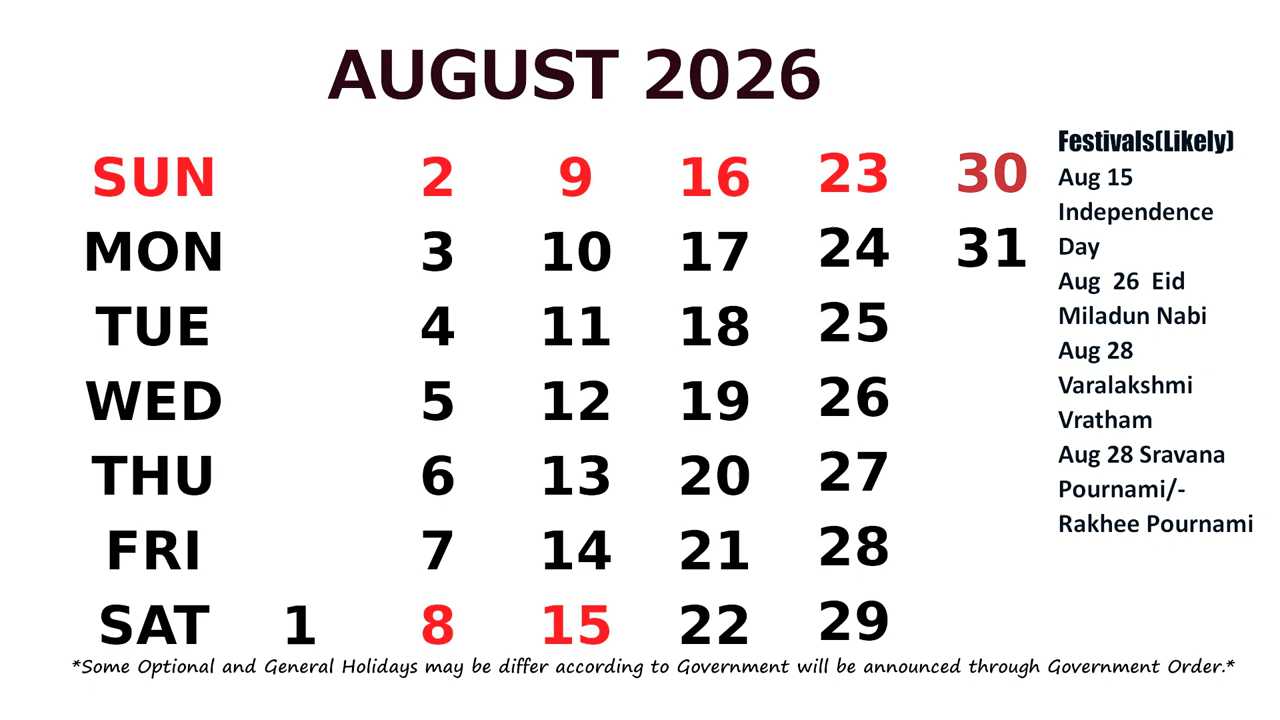 AUGUST 2026
SUN 2 9 16 23 30
MON 3 10 17 24 31
TUE 4 11 18 25
WED 5 12 19 26
THU 6 13 20 27
FRI 7 14 21 28
SAT 1 8 15 22 29
Festivals(Likely)
Aug 15
Independence
Day
Aug 26 Eid
Miladun Nabi
Aug 28
Varalakshmi
Vratham
Aug 28 Sravana
Pournami/-
Rakhee Pournami
*Some Optional and General Holidays may be differ according to Government will be announced through Government Order.*